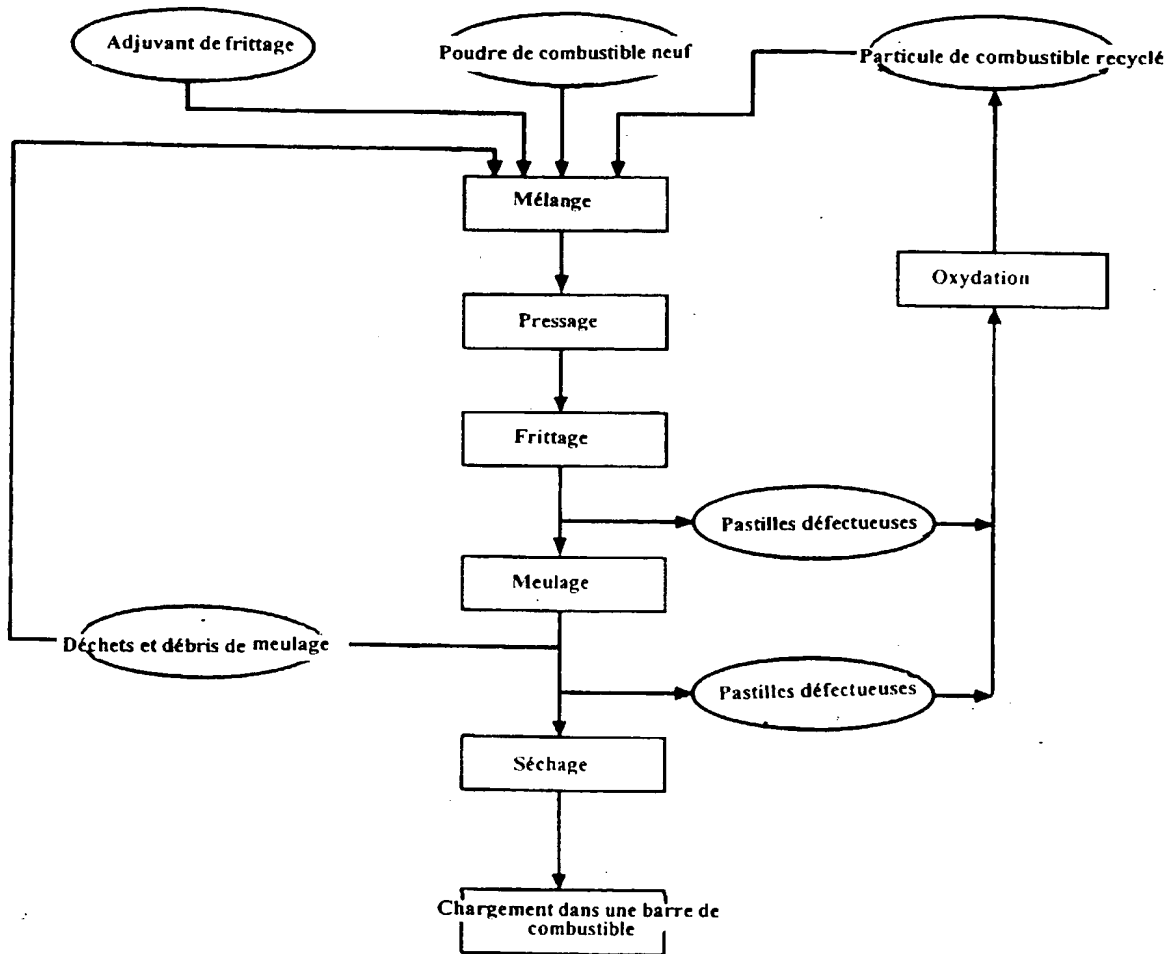 Adjuvant de frittage
Poudre de combustible neuf
Particule de combustible recyclé
Mélange
Oxydation
Pressage
Frittage
Pastilles défectueuses
Meulage
Déchets et débris de meulage
Pastilles défectueuses
Séchage
Chargement dans une barre de
combustible